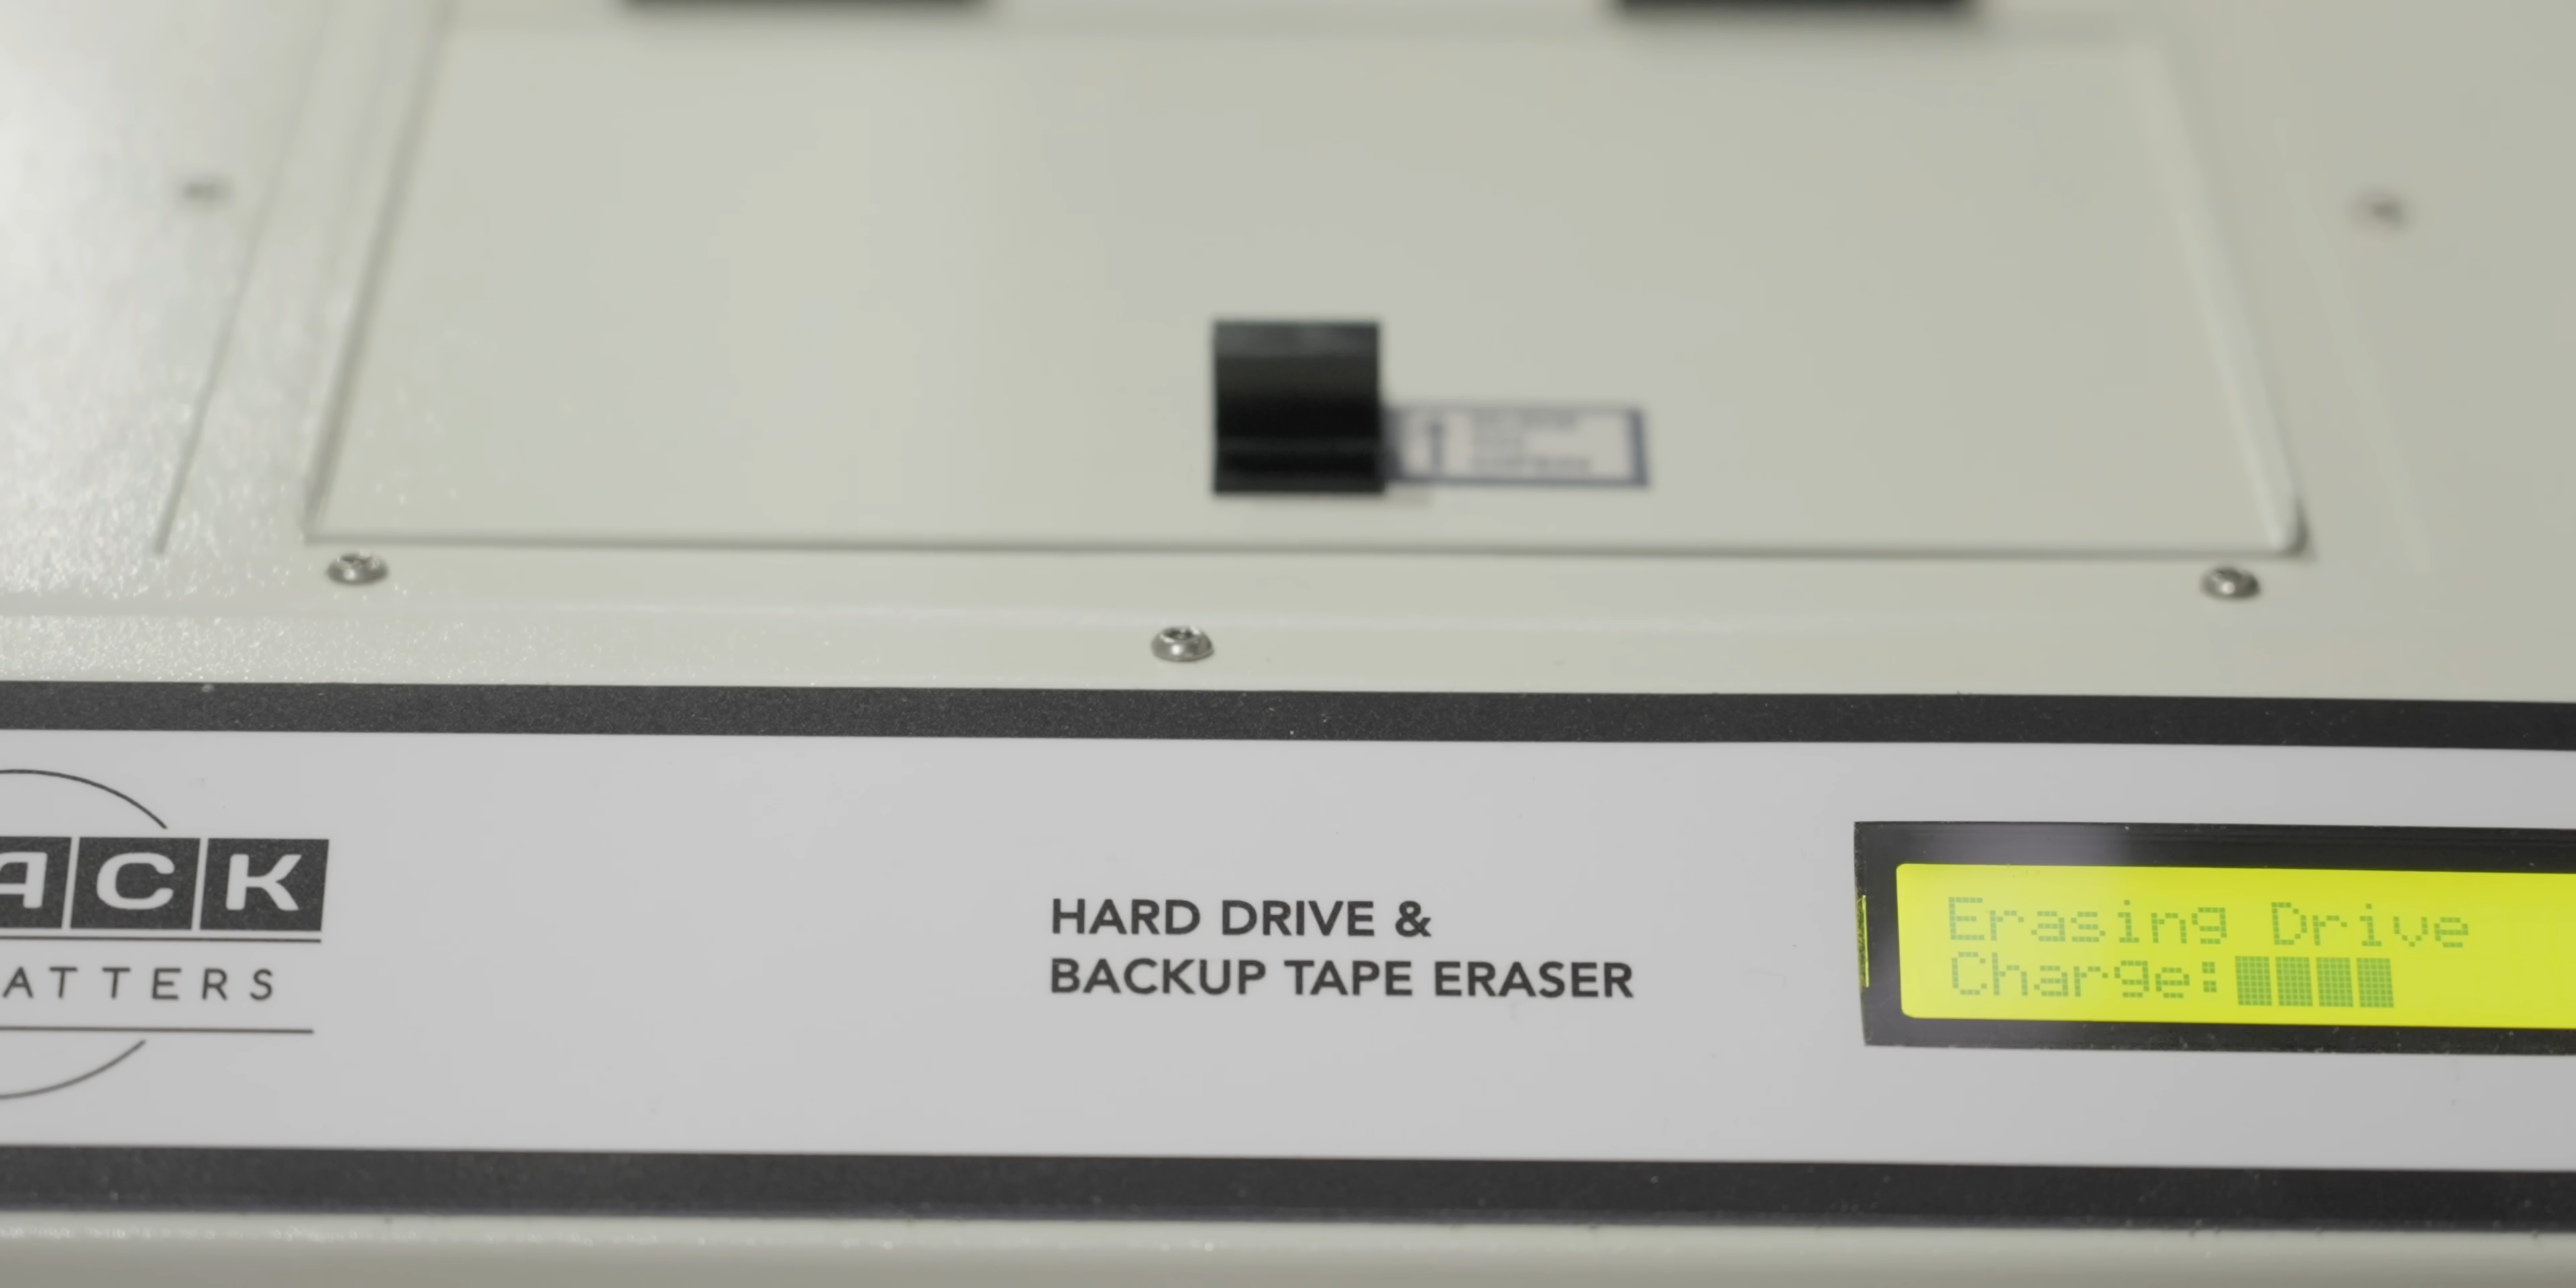 ACK
ATTERS
HARD DRIVE &
BACKUP TAPE ERASER
Erasing Drive
Charge: